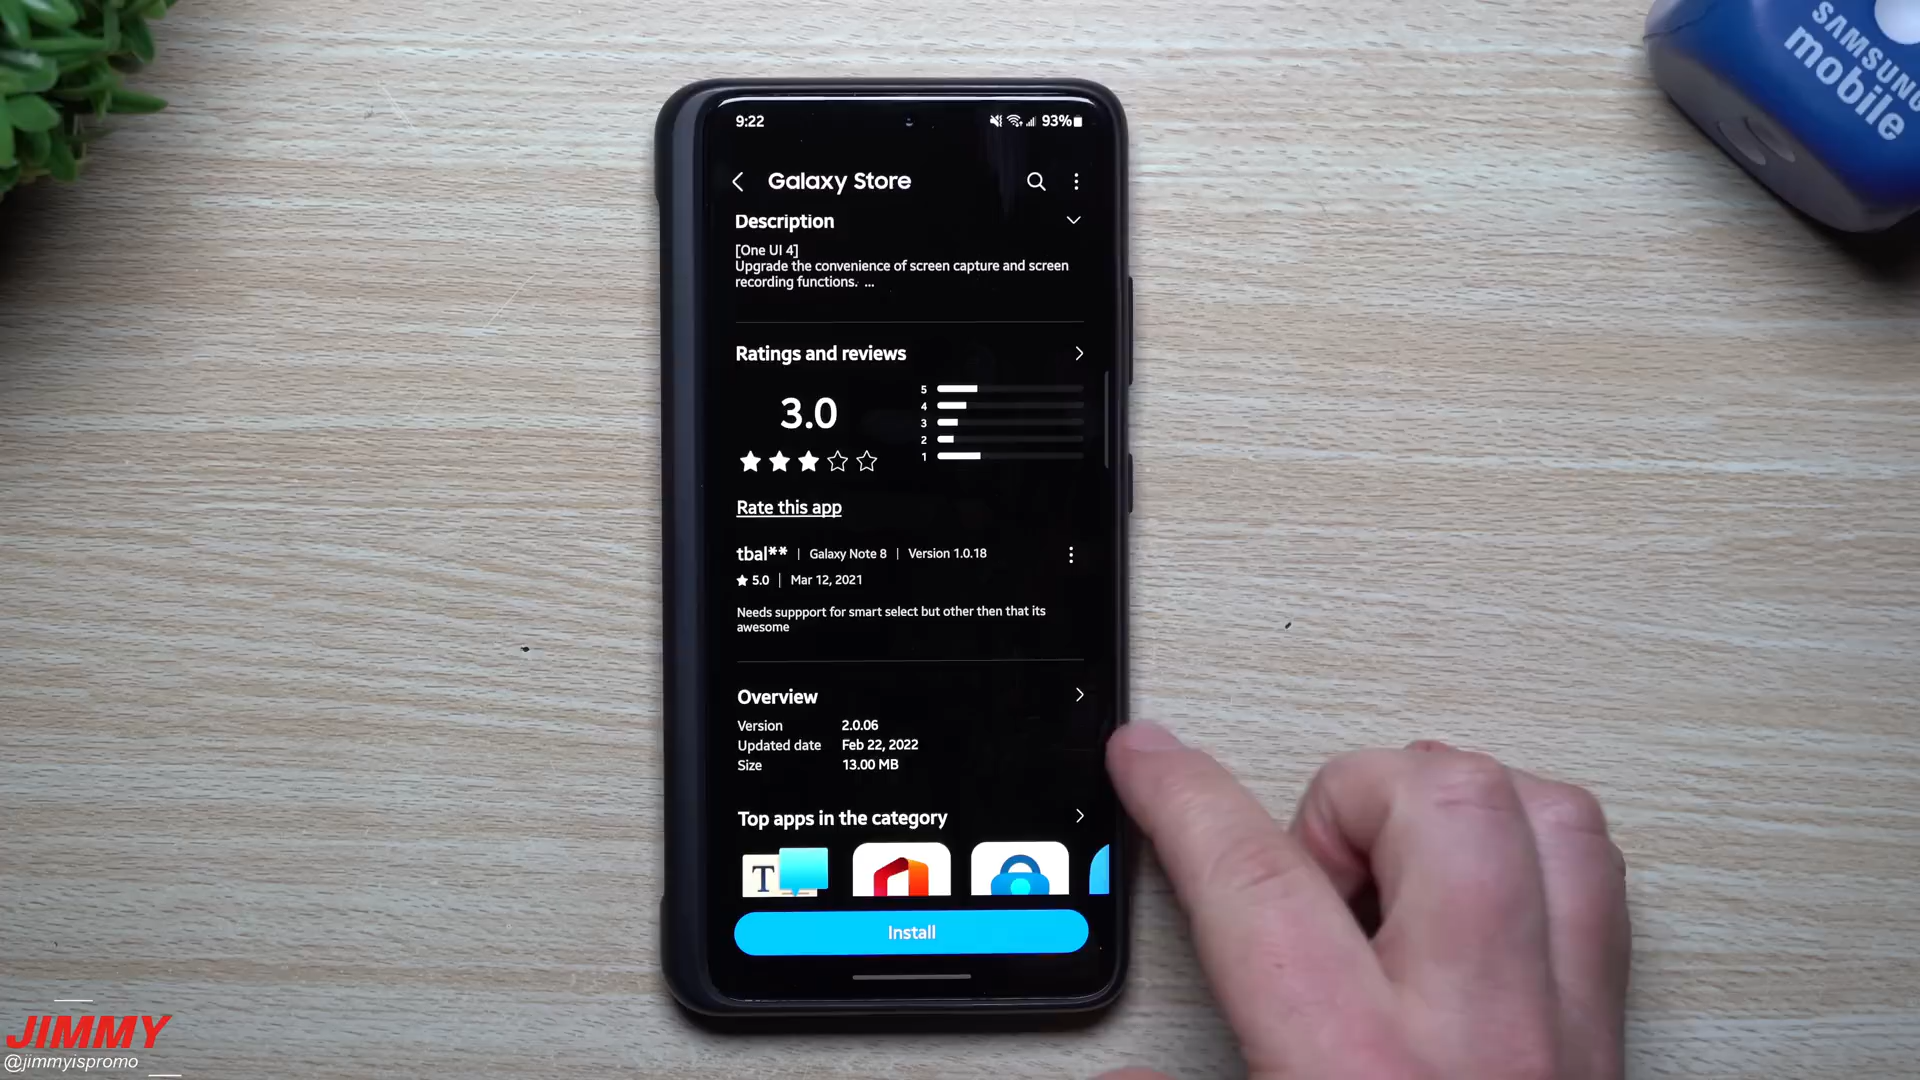 SAMSUNG
mobile
9:22
93%
Galaxy Store
Description
[One UI 4]
Upgrade the convenience of screen capture and screen
recording functions. ...
Ratings and reviews
3.0
5
4
3
2
1
Rate this app
tbal** | Galaxy Note 8 | Version 1.0.18
5.0 | Mar 12, 2021
Needs suppport for smart select but other then that its
awesome
Overview
Version 2.0.06
Updated date Feb 22, 2022
Size 13.00 MB
Top apps in the category
T
Install
JIMMY
@jimmyispromo